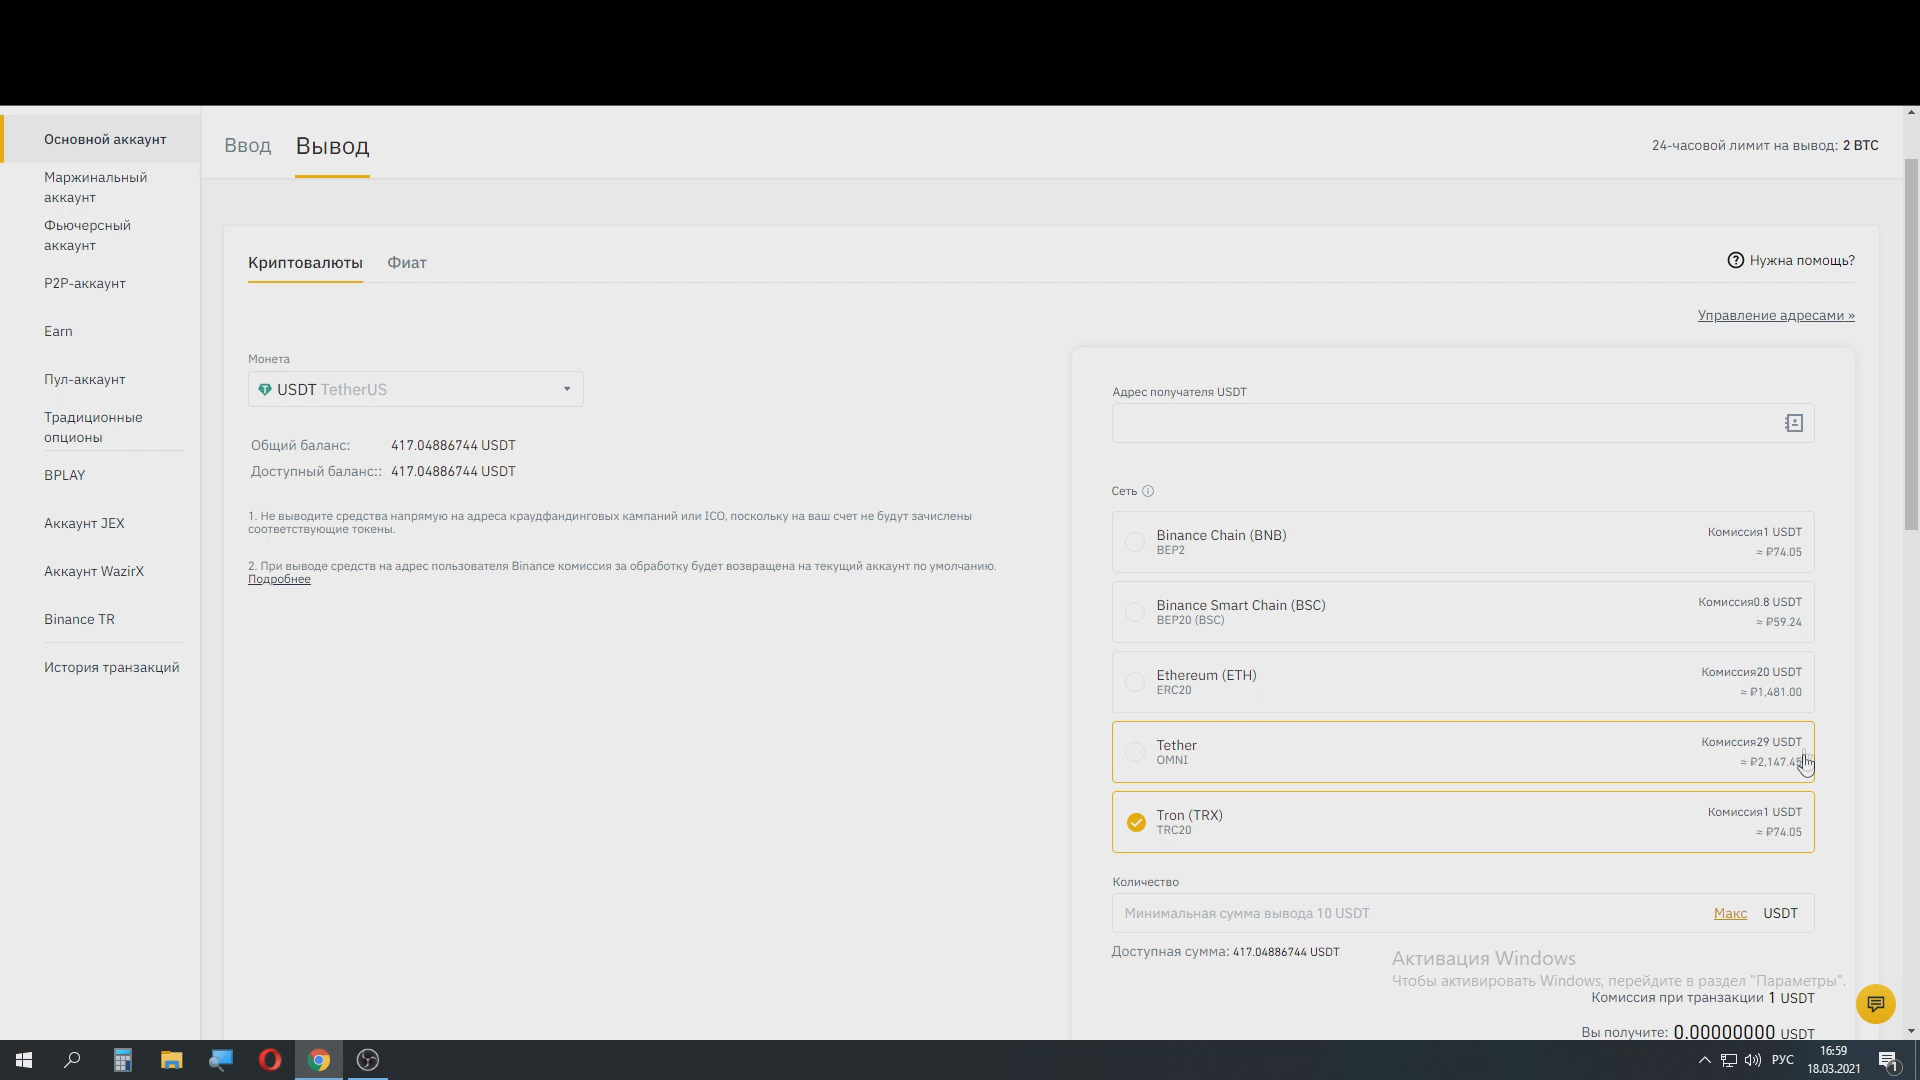 Основной аккаунт
Маржинальный
аккаунт
Фьючерсный
аккаунт
P2P-аккаунт
Earn
Пул-аккаунт
Традиционные
опционы
BPLAY
Аккаунт JEX
Аккаунт WazirX
Binance TR
История транзакций
Ввод Вывод
24-часовой лимит на вывод: 2 BTC
Криптовалюты Фиат
Нужна помощь?
Управление адресами »
Монета
USDT TetherUS
Общий баланс: 417.04886744 USDT
Доступный баланс:: 417.04886744 USDT
1. Не выводите средства напрямую на адреса краудфандинговых кампаний или ICO, поскольку на ваш счет не будут зачислены
соответствующие токены.
2. При выводе средств на адрес пользователя Binance комиссия за обработку будет возвращена на текущий аккаунт по умолчанию.
Подробнее
Адрес получателя USDT
Сеть
Binance Chain (BNB) Комиссия1 USDT
BEP2 ≈ ₽74.05
Binance Smart Chain (BSC) Комиссия0.8 USDT
BEP20 (BSC) ≈ ₽59.24
Ethereum (ETH) Комиссия20 USDT
ERC20 ≈ ₽1,481.00
Tether Комиссия29 USDT
OMNI ≈ ₽2,147.45
Tron (TRX) Комиссия1 USDT
TRC20 ≈ ₽74.05
Количество
Минимальная сумма вывода 10 USDT Макс USDT
Доступная сумма: 417.04886744 USDT
Активация Windows
Чтобы активировать Windows, перейдите в раздел "Параметры".
Комиссия при транзакции 1 USDT
Вы получите: 0.00000000 USDT
РУС
16:59
18.03.2021
1